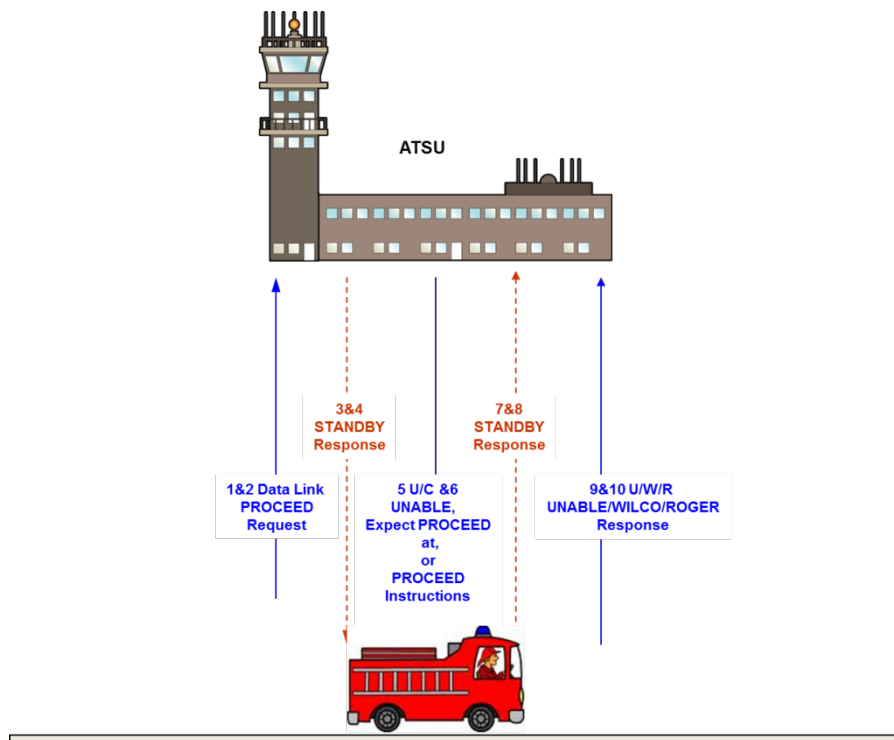 ATSU
3&4
STANDBY
Response
7&8
STANDBY
Response
1&2 Data Link
PROCEED
Request
5 U/C &6
UNABLE,
Expect PROCEED
at,
or
PROCEED
Instructions
9&10 U/W/R
UNABLE/WILCO/ROGER
Response